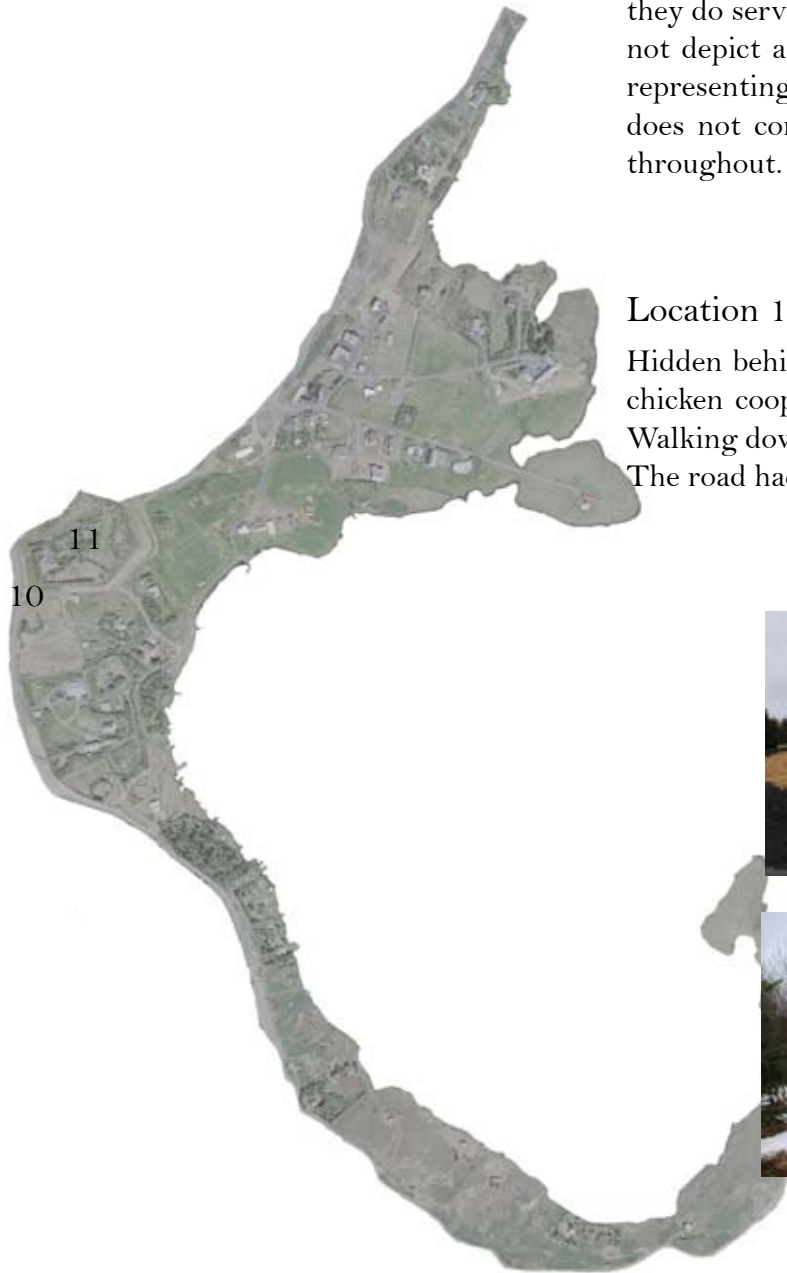 they do serv
not depict a
representing
does not con
throughout.
Location 1
Hidden behi
chicken coop
Walking dov
The road had
11
10